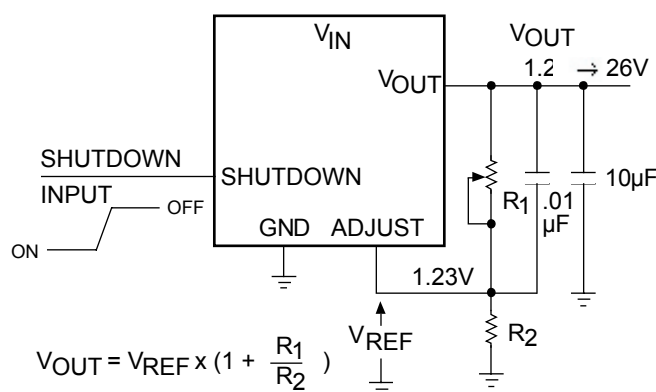 VIN
VOUT
VOUT
1.2 → 26V
SHUTDOWN
INPUT
SHUTDOWN
OFF
ON
GND
ADJUST
R1
.01
µF
10µF
1.23V
VREF
R2
VOUT = VREF x (1 + R1/R2 )